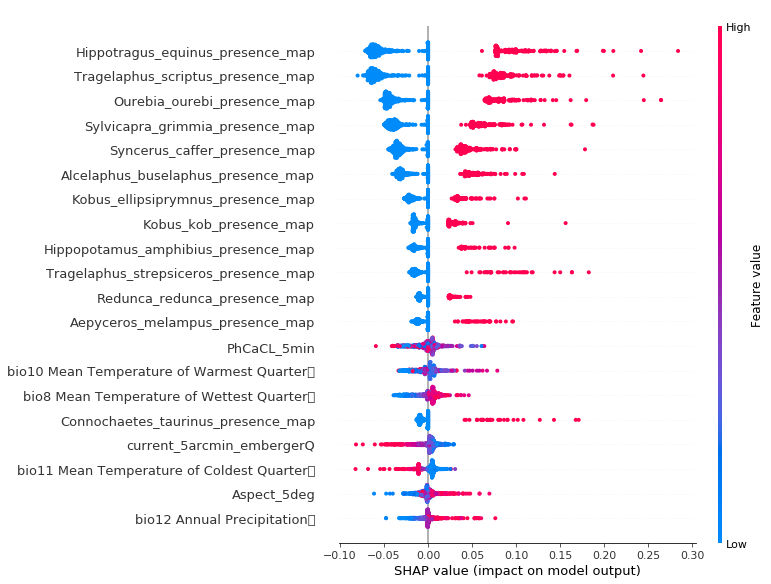 High
Hippotragus_equinus_presence_map
Tragelaphus_scriptus_presence_map
Ourebia_ourebi_presence_map
Sylvicapra_grimmia_presence_map
Syncerus_caffer_presence_map
Alcelaphus_buselaphus_presence_map
Kobus_ellipsiprymnus_presence_map
Kobus_kob_presence_map
Hippopotamus_amphibius_presence_map
Tragelaphus_strepsiceros_presence_map
Redunca_redunca_presence_map
Aepyceros_melampus_presence_map
PhCaCL_5min
bio10 Mean Temperature of Warmest Quarter▯
bio8 Mean Temperature of Wettest Quarter▯
Connochaetes_taurinus_presence_map
current_5arcmin_embergerQ
bio11 Mean Temperature of Coldest Quarter▯
Aspect_5deg
bio12 Annual Precipitation▯
Feature value
Low
−0.10 −0.05 0.00 0.05 0.10 0.15 0.20 0.25 0.30
SHAP value (impact on model output)